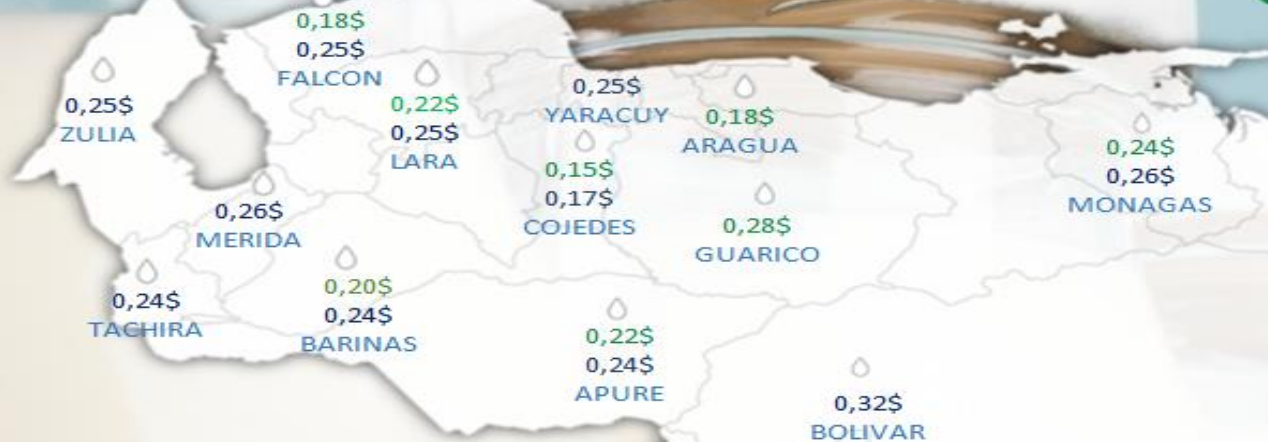 0,18$
0,25$
FALCON
0,25$
ZULIA
0,22$
0,25$
LARA
0,25$
YARACUY
0,18$
ARAGUA
0,15$
0,17$
COJEDES
0,24$
0,26$
MONAGAS
0,26$
MERIDA
0,28$
GUARICO
0,24$
TACHIRA
0,20$
0,24$
BARINAS
0,22$
0,24$
APURE
0,32$
BOLIVAR